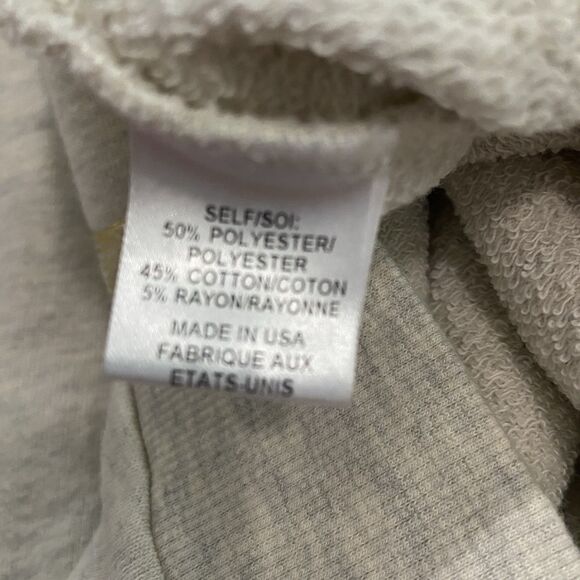 SELF/SOI:
50% POLYESTER/
POLYESTER
45% COTTON/COTON
5% RAYON/RAYONNE
MADE IN USA
FABRIQUE AUX
ETATS-UNIS